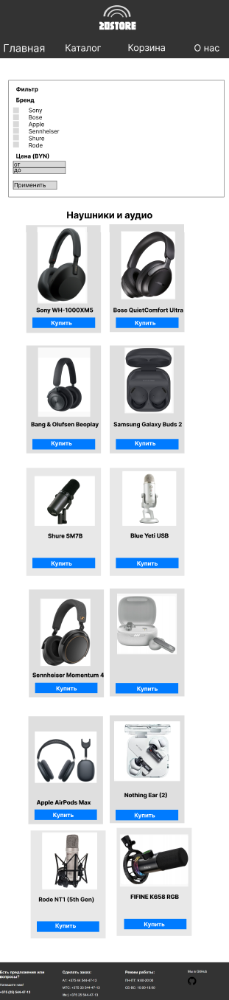 20STORE
Главная Каталог Корзина О нас
Фильтр
Бренд
Sony
Bose
Apple
Sennheiser
Shure
Rode
Цена (BYN)
от
до
Применить
Наушники и аудио
Sony WH-1000XM5 Bose QuietComfort Ultra
Купить Купить
Bang & Olufsen Beoplay Samsung Galaxy Buds 2
Купить Купить
Shure SM7B Blue Yeti USB
Купить Купить
Sennheiser Momentum 4
Купить Купить
Apple AirPods Max Nothing Ear (2)
Купить Купить
Rode NT1 (5th Gen) FIFINE K658 RGB
Купить Купить
Есть предложения или вопросы?
Напишите нам!
+375 (25) 544-47-13
Сделать заказ:
A1: +375 44 544-47-13
МТС: +375 33 544-47-13
life:) +375 25 544-47-13
Режим работы:
ПН-ПТ: 9:00-20:00
СБ-ВС: 10:00-18:00
Мы в GitHub